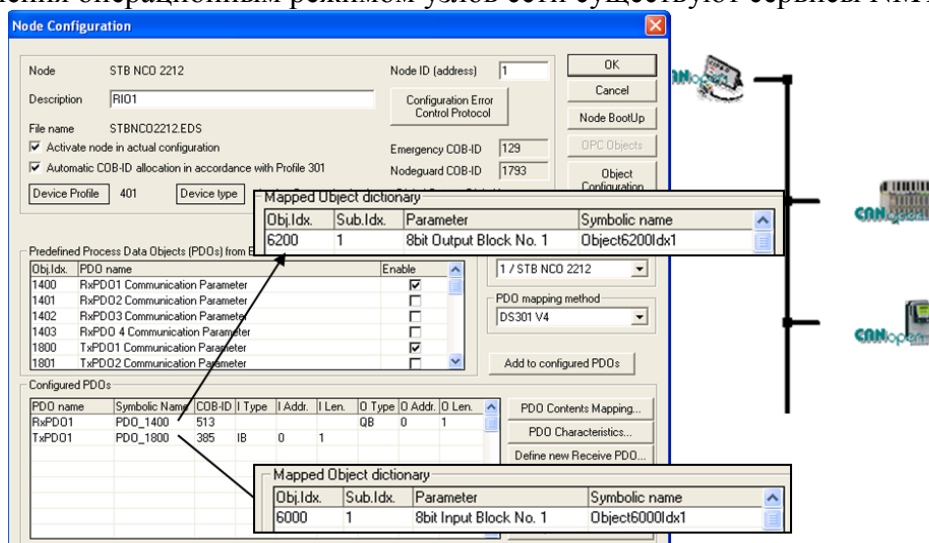 операционным режимом узлов сети существуют сервисы
Node Configuration
Node STB NCO 2212 Node ID (address) 1 OK
Description RIO1 Configuration Error Control Protocol Cancel
File name STBNCO2212.EDS Node BootUp
Activate node in actual configuration Emergency COB-ID 129 OPC Objects
Automatic COB-ID allocation in accordance with Profile 301 Nodeguard COB-ID 1793 Object Configuration
Device Profile 401 Device type
Mapped Object dictionary
Obj.Idx. Sub.Idx. Parameter Symbolic name
6200 1 8bit Output Block No. 1 Object6200Idx1
Predefined Process Data Objects (PDOs) from
Obj.Idx. PDO name Enable
1400 RxPDO1 Communication Parameter
1401 RxPDO2 Communication Parameter
1402 RxPDO3 Communication Parameter
1403 RxPDO 4 Communication Parameter
1800 TxPDO1 Communication Parameter
1801 TxPDO2 Communication Parameter
1 / STB NCO 2212
PDO mapping method
DS301 V4
Add to configured PDOs
Configured PDOs
PDO name Symbolic Name COB-ID I Type I Addr. I Len. O Type O Addr. O Len.
RxPDO1 PDO_1400 513 QB 0 1
TxPDO1 PDO_1800 385 IB 0 1
PDO Contents Mapping...
PDO Characteristics...
Define new Receive PDO...
Mapped Object dictionary
Obj.Idx. Sub.Idx. Parameter Symbolic name
6000 1 8bit Input Block No. 1 Object6000Idx1
CANopen
CANopen